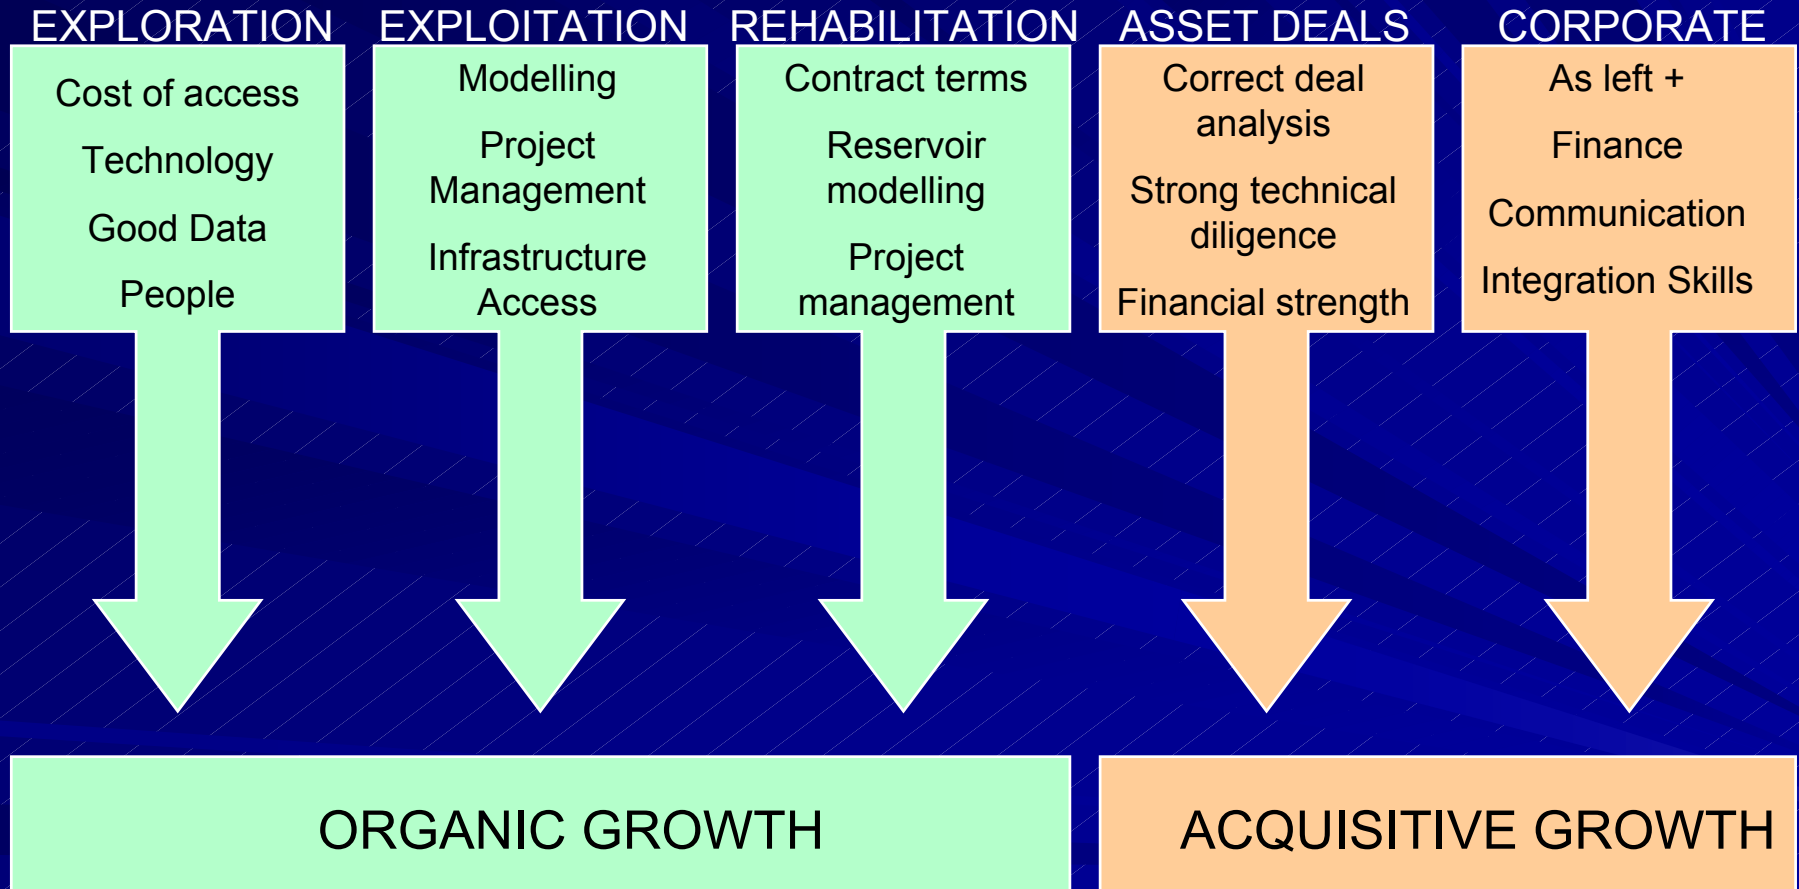 EXPLORATION
Cost of access
Technology
Good Data
People
EXPLOITATION
Modelling
Project
Management
Infrastructure
Access
REHABILITATION
Contract terms
Reservoir
modelling
Project
management
ASSET DEALS
Correct deal
analysis
Strong technical
diligence
Financial strength
CORPORATE
As left +
Finance
Communication
Integration Skills
ORGANIC GROWTH
ACQUISITIVE GROWTH